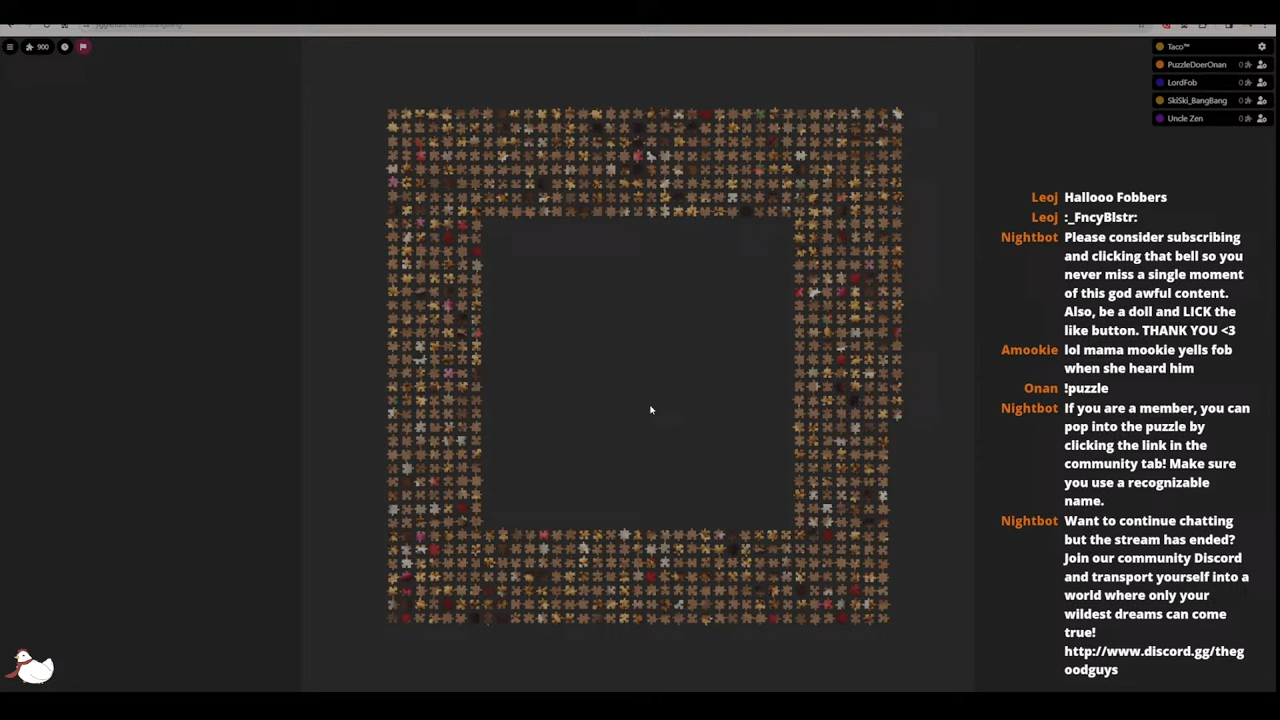 900
Taco™
PuzzleDoerOnan 0
LordFob
SkiSki_BangBang 0
Uncle Zen 0
Leoj Hallooo Fobbers
Leoj :_FncyBlstr:
Nightbot Please consider subscribing
and clicking that bell so you
never miss a single moment
of this god awful content.
Also, be a doll and LICK the
like button. THANK YOU <3
Amookie lol mama mookie yells fob
when she heard him
Onan !puzzle
Nightbot If you are a member, you can
pop into the puzzle by
clicking the link in the
community tab! Make sure
you use a recognizable
name.
Nightbot Want to continue chatting
but the stream has ended?
Join our community Discord
and transport yourself into a
world where only your
wildest dreams can come
true!
http://www.discord.gg/theg
oodguys